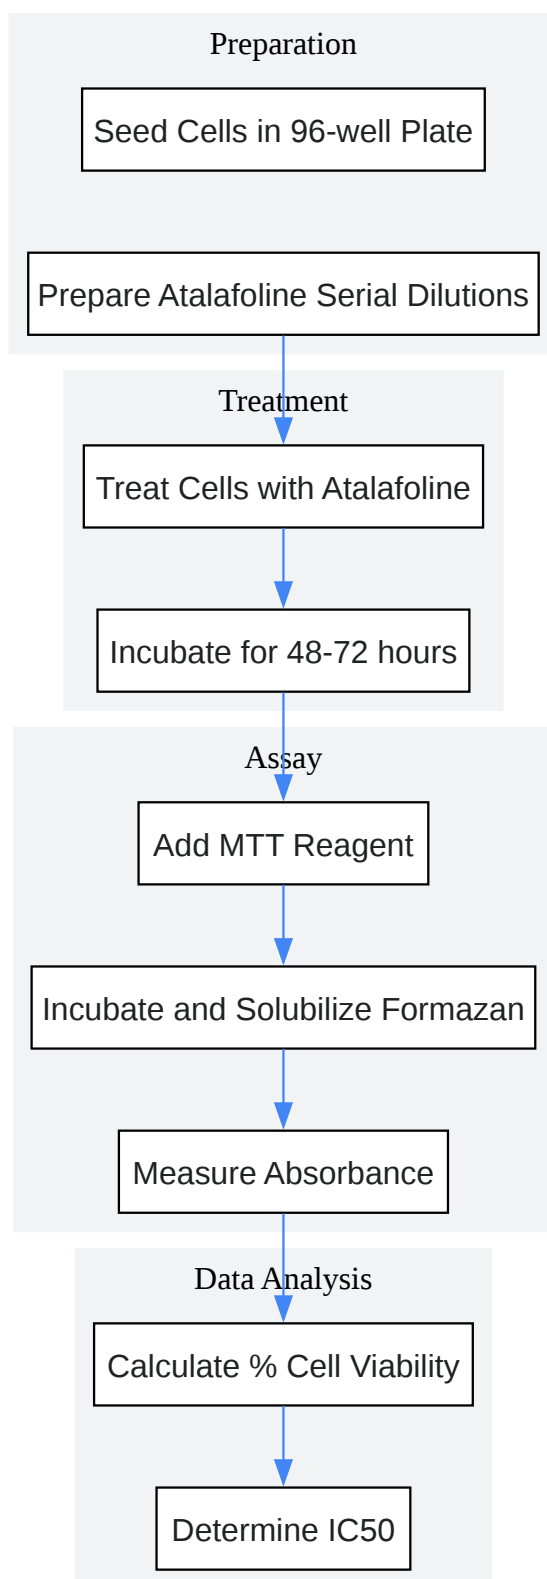 Preparation
Seed Cells in 96-well Plate
Prepare Atalafoline Serial Dilutions
Treatment
Treat Cells with Atalafoline
Incubate for 48-72 hours
Assay
Add MTT Reagent
Incubate and Solubilize Formazan
Measure Absorbance
Data Analysis
Calculate % Cell Viability
Determine IC50